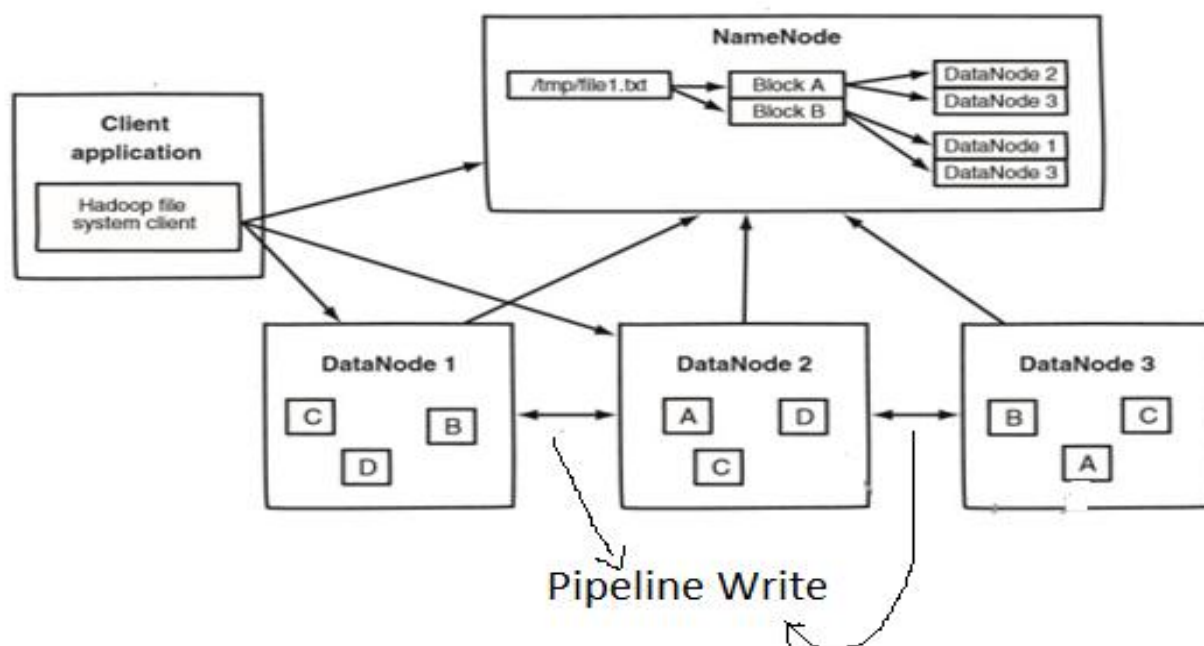 NameNode
/tmp/file1.txt
Block A
Block B
DataNode 2
DataNode 3
DataNode 1
DataNode 3
Client
application
Hadoop file
system client
DataNode 1
C
B
D
DataNode 2
A
D
C
DataNode 3
B
C
A
Pipeline Write